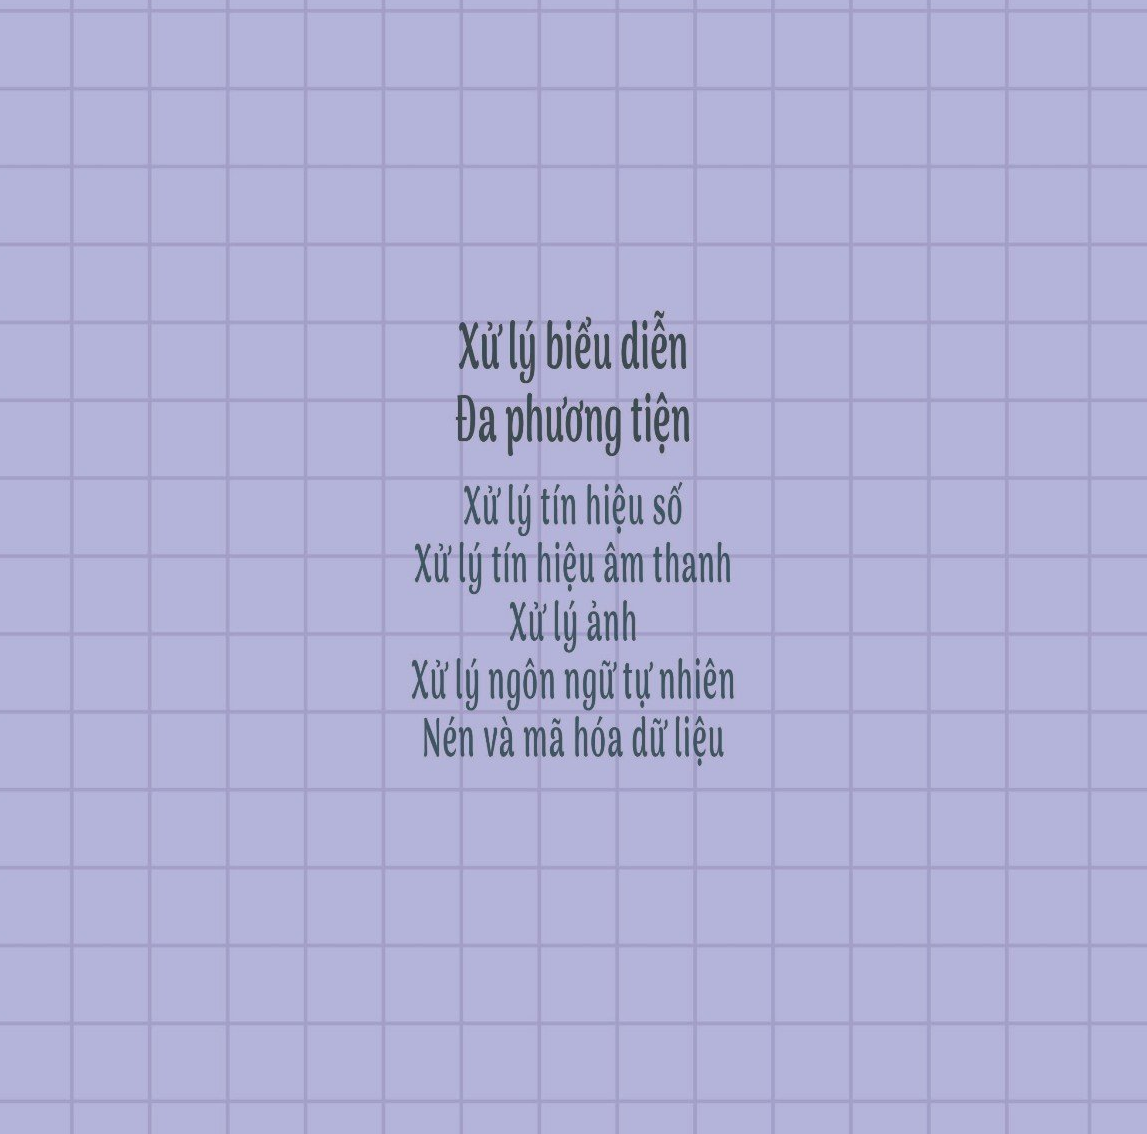 Xử lý biểu diễn
Đa phương tiện
Xử lý tín hiệu số
Xử lý tín hiệu âm thanh
Xử lý ảnh
Xử lý ngôn ngữ tự nhiên
Nén và mã hóa dữ liệu